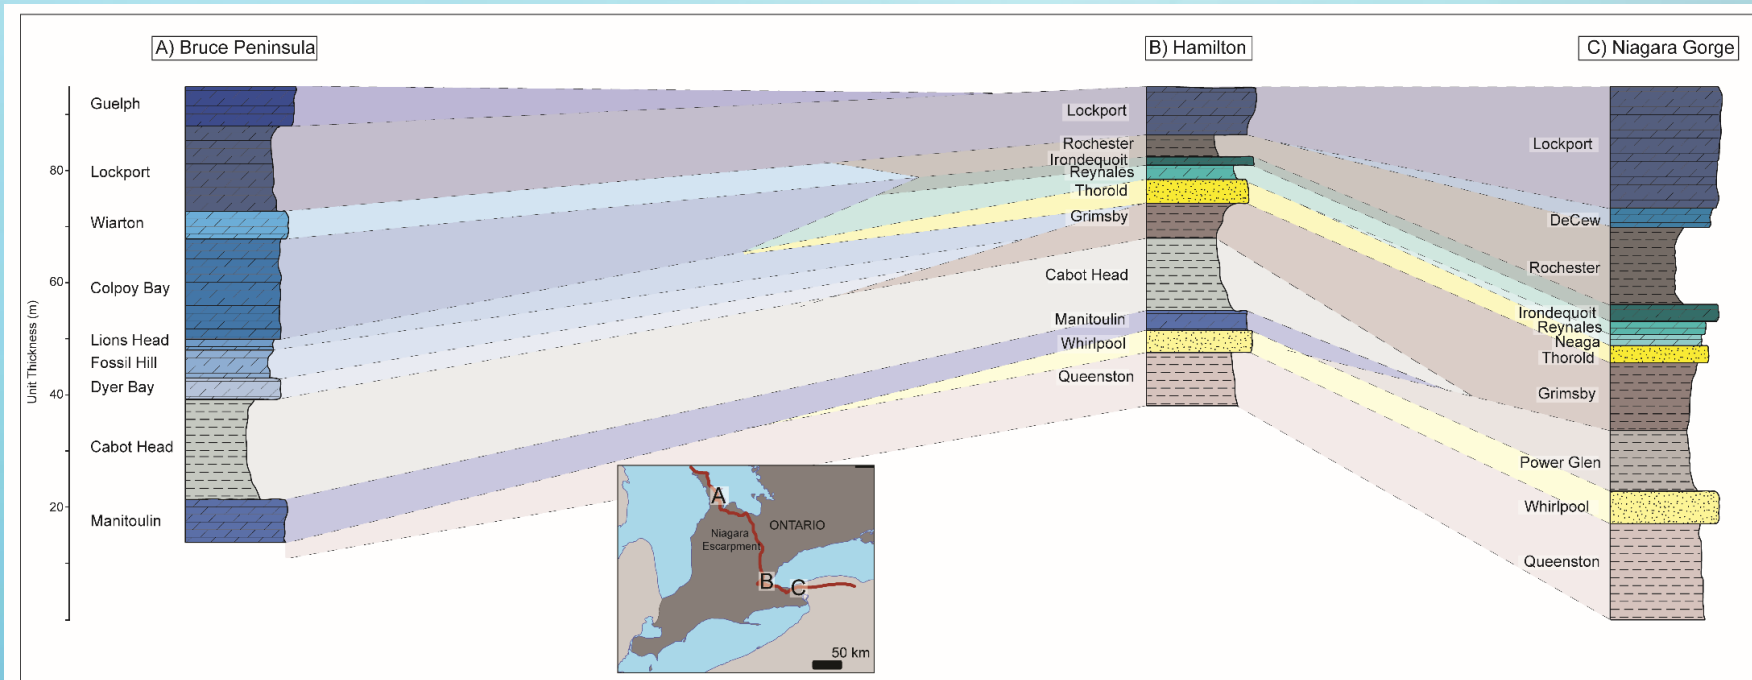 A) Bruce Peninsula
B) Hamilton
C) Niagara Gorge
Unit Thickness (m)
80
60
40
20
Guelph
Lockport
Wiarton
Colpoy Bay
Lions Head
Fossil Hill
Dyer Bay
Cabot Head
Manitoulin
Lockport
Rochester
Irondequoit
Reynales
Thorold
Grimsby
Cabot Head
Manitoulin
Whirlpool
Queenston
Lockport
DeCew
Rochester
Irondequoit
Reynales
Neaga
Thorold
Grimsby
Power Glen
Whirlpool
Queenston
A
ONTARIO
Niagara
Escarpment
B
C
50 km